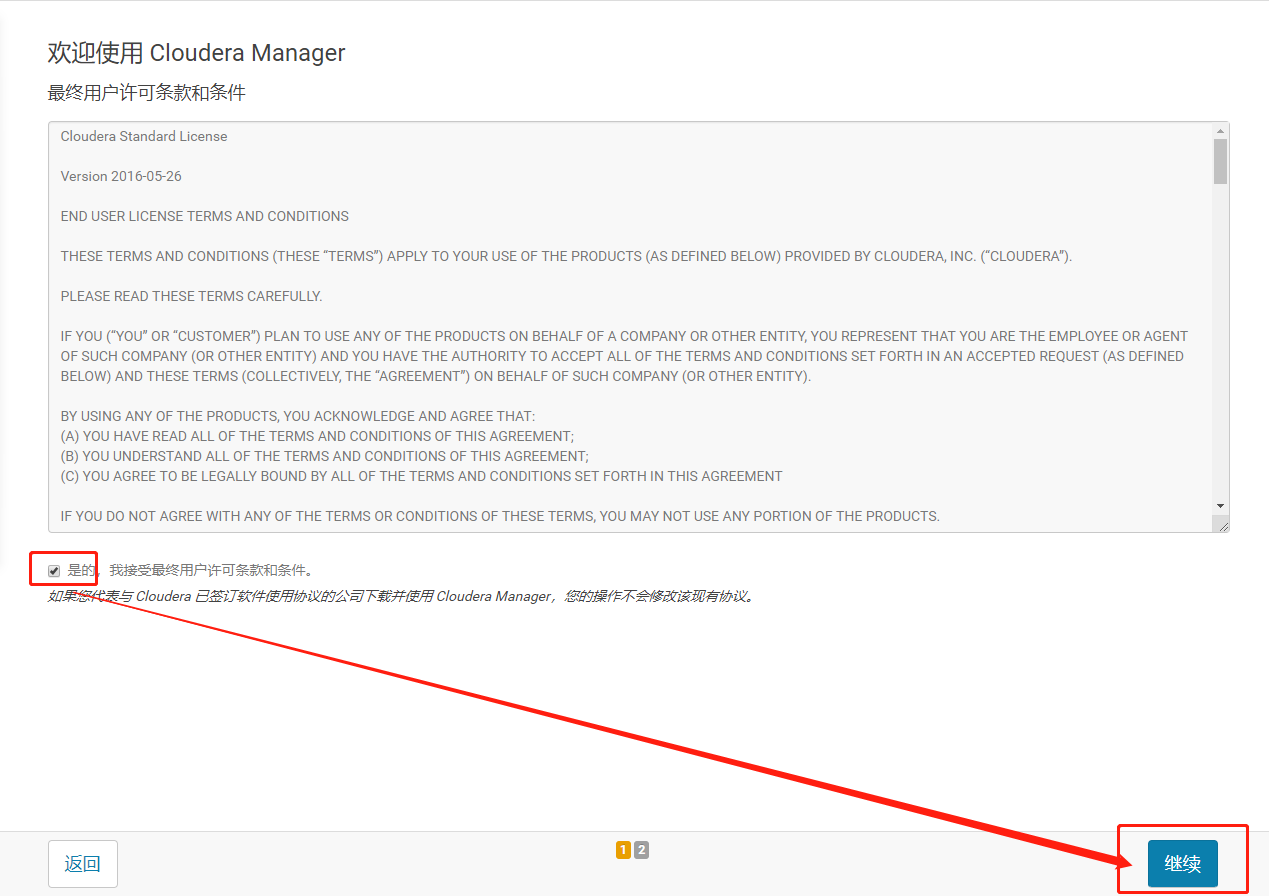 欢迎使用 Cloudera Manager
最终用户许可条款和条件
Cloudera Standard License
Version 2016-05-26
END USER LICENSE TERMS AND CONDITIONS
THESE TERMS AND CONDITIONS (THESE “TERMS”) APPLY TO YOUR USE OF THE PRODUCTS (AS DEFINED BELOW) PROVIDED BY CLOUDERA, INC. (“CLOUDERA”).
PLEASE READ THESE TERMS CAREFULLY.
IF YOU (“YOU” OR “CUSTOMER”) PLAN TO USE ANY OF THE PRODUCTS ON BEHALF OF A COMPANY OR OTHER ENTITY, YOU REPRESENT THAT YOU ARE THE EMPLOYEE OR AGENT
OF SUCH COMPANY (OR OTHER ENTITY) AND YOU HAVE THE AUTHORITY TO ACCEPT ALL OF THE TERMS AND CONDITIONS SET FORTH IN AN ACCEPTED REQUEST (AS DEFINED
BELOW) AND THESE TERMS (COLLECTIVELY, THE “AGREEMENT”) ON BEHALF OF SUCH COMPANY (OR OTHER ENTITY).
BY USING ANY OF THE PRODUCTS, YOU ACKNOWLEDGE AND AGREE THAT:
(A) YOU HAVE READ ALL OF THE TERMS AND CONDITIONS OF THIS AGREEMENT;
(B) YOU UNDERSTAND ALL OF THE TERMS AND CONDITIONS OF THIS AGREEMENT;
(C) YOU AGREE TO BE LEGALLY BOUND BY ALL OF THE TERMS AND CONDITIONS SET FORTH IN THIS AGREEMENT
IF YOU DO NOT AGREE WITH ANY OF THE TERMS OR CONDITIONS OF THESE TERMS, YOU MAY NOT USE ANY PORTION OF THE PRODUCTS.
是的，我接受最终用户许可条款和条件。
如果您代表与 Cloudera 已签订软件使用协议的公司下载并使用 Cloudera Manager，您的操作不会修改该现有协议。
返回
1 2
继续